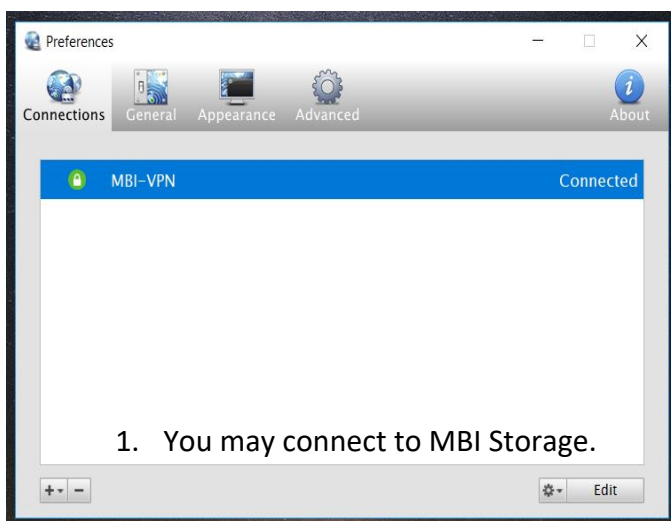 Preferences
Connections General Appearance Advanced About
MBI-VPN Connected
1. You may connect to MBI Storage.
Edit